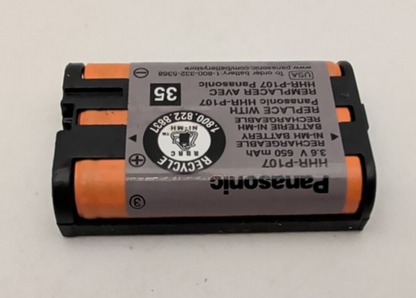 Panasonic
HHR-P107
3.6 V 650 mAh
RECHARGEABLE
NI-MH BATTERY
BATTERIE NI-MH
RECHARGEABLE
REPLACE WITH
Panasonic HHR-P107
REMPLACER AVEC
HHR-P107 Panasonic
To order battery 1-800-332-5368
www.panasonic.com/batterystore
USA
35
RECYCLE
RBRC
NI-MH
1.800.822.8837
3